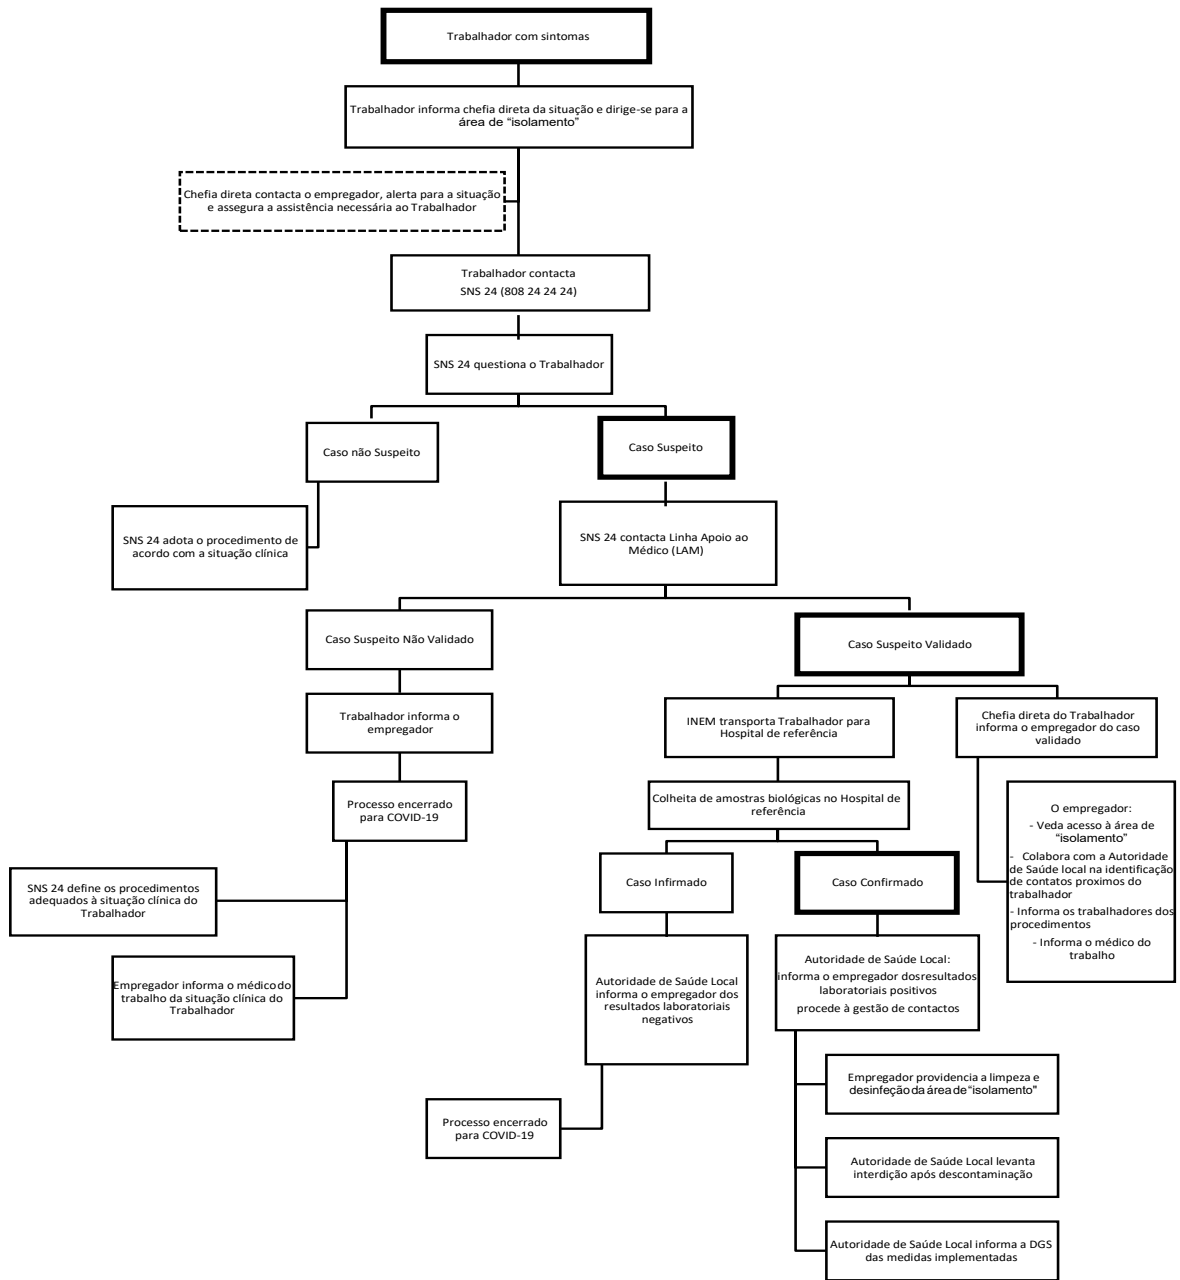 Trabalhador com sintomas
Trabalhador informa chefia direta da situação e dirige-se para a
área de “isolamento”
Chefia direta contacta o empregador, alerta para a situação
e assegura a assistência necessária ao Trabalhador
Trabalhador contacta
SNS 24 (808 24 24 24)
SNS 24 questiona o Trabalhador
Caso não Suspeito
Caso Suspeito
SNS 24 adota o procedimento de
acordo com a situação clínica
SNS 24 contacta Linha Apoio ao
Médico (LAM)
Caso Suspeito Não Validado
Caso Suspeito Validado
Trabalhador informa o
empregador
INEM transporta Trabalhador para
Hospital de referência
Chefia direta do Trabalhador
informa o empregador do caso
validado
Processo encerrado
para COVID-19
Colheita de amostras biológicas no Hospital de
referência
O empregador:
- Veda acesso à área de
“isolamento”
- Colabora com a Autoridade
de Saúde local na identificação
de contatos proximos do
trabalhador
- Informa os trabalhadores dos
procedimentos
- Informa o médico do
trabalho
SNS 24 define os procedimentos
adequados à situação clínica do
Trabalhador
Caso Infirmado
Caso Confirmado
Empregador informa o médico do
trabalho da situação clínica do
Trabalhador
Autoridade de Saúde Local
informa o empregador dos
resultados laboratoriais
negativos
Autoridade de Saúde Local:
informa o empregador dosresultados
laboratoriais positivos
procede à gestão de contactos
Processo encerrado
para COVID-19
Empregador providencia a limpeza e
desinfeção da área de “isolamento”
Autoridade de Saúde Local levanta
interdição após descontaminação
Autoridade de Saúde Local informa a DGS
das medidas implementadas